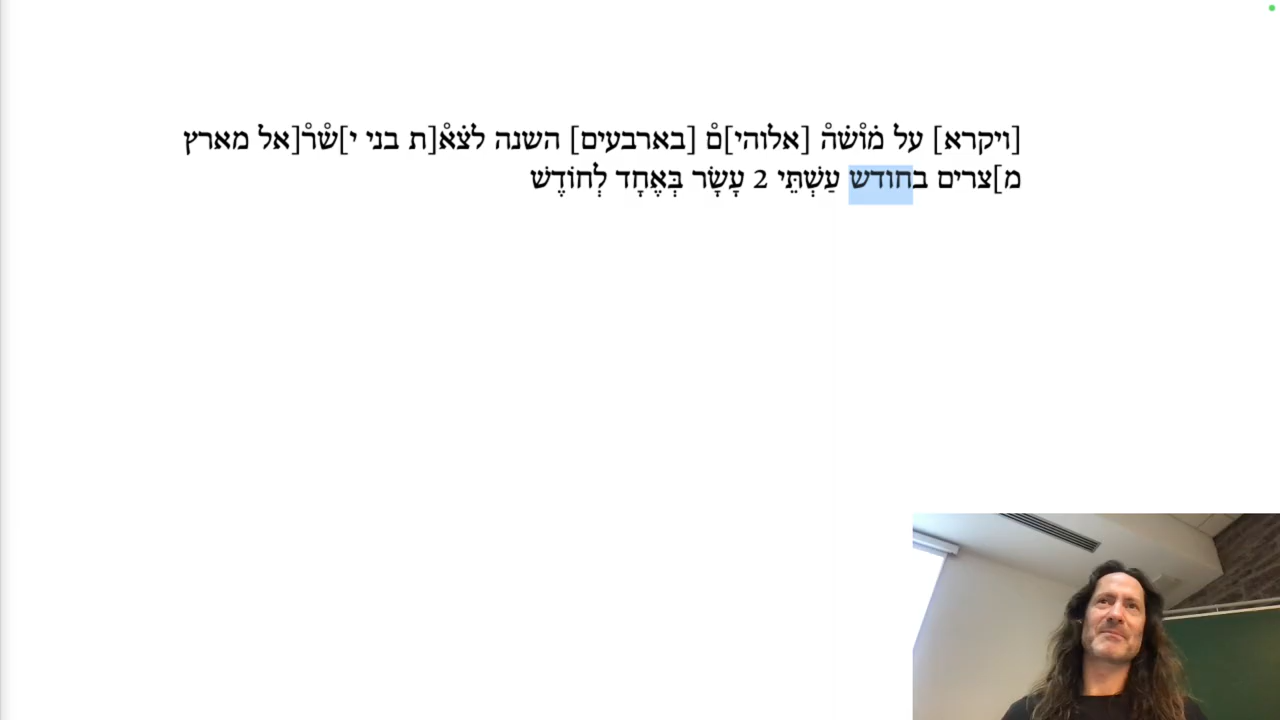 [ויקרא] על מׄוׄ֯שׄה֯ [אלוהי]ם֯ [בארבעים] השנה לצׄא֯[ת בני י]ש֯ר֯[אל מארץ
מ]צרים בחודש עַשְׁתֵּי 2 עָשָׂר בְּאֶחָד לְחוֹדֶשׁ